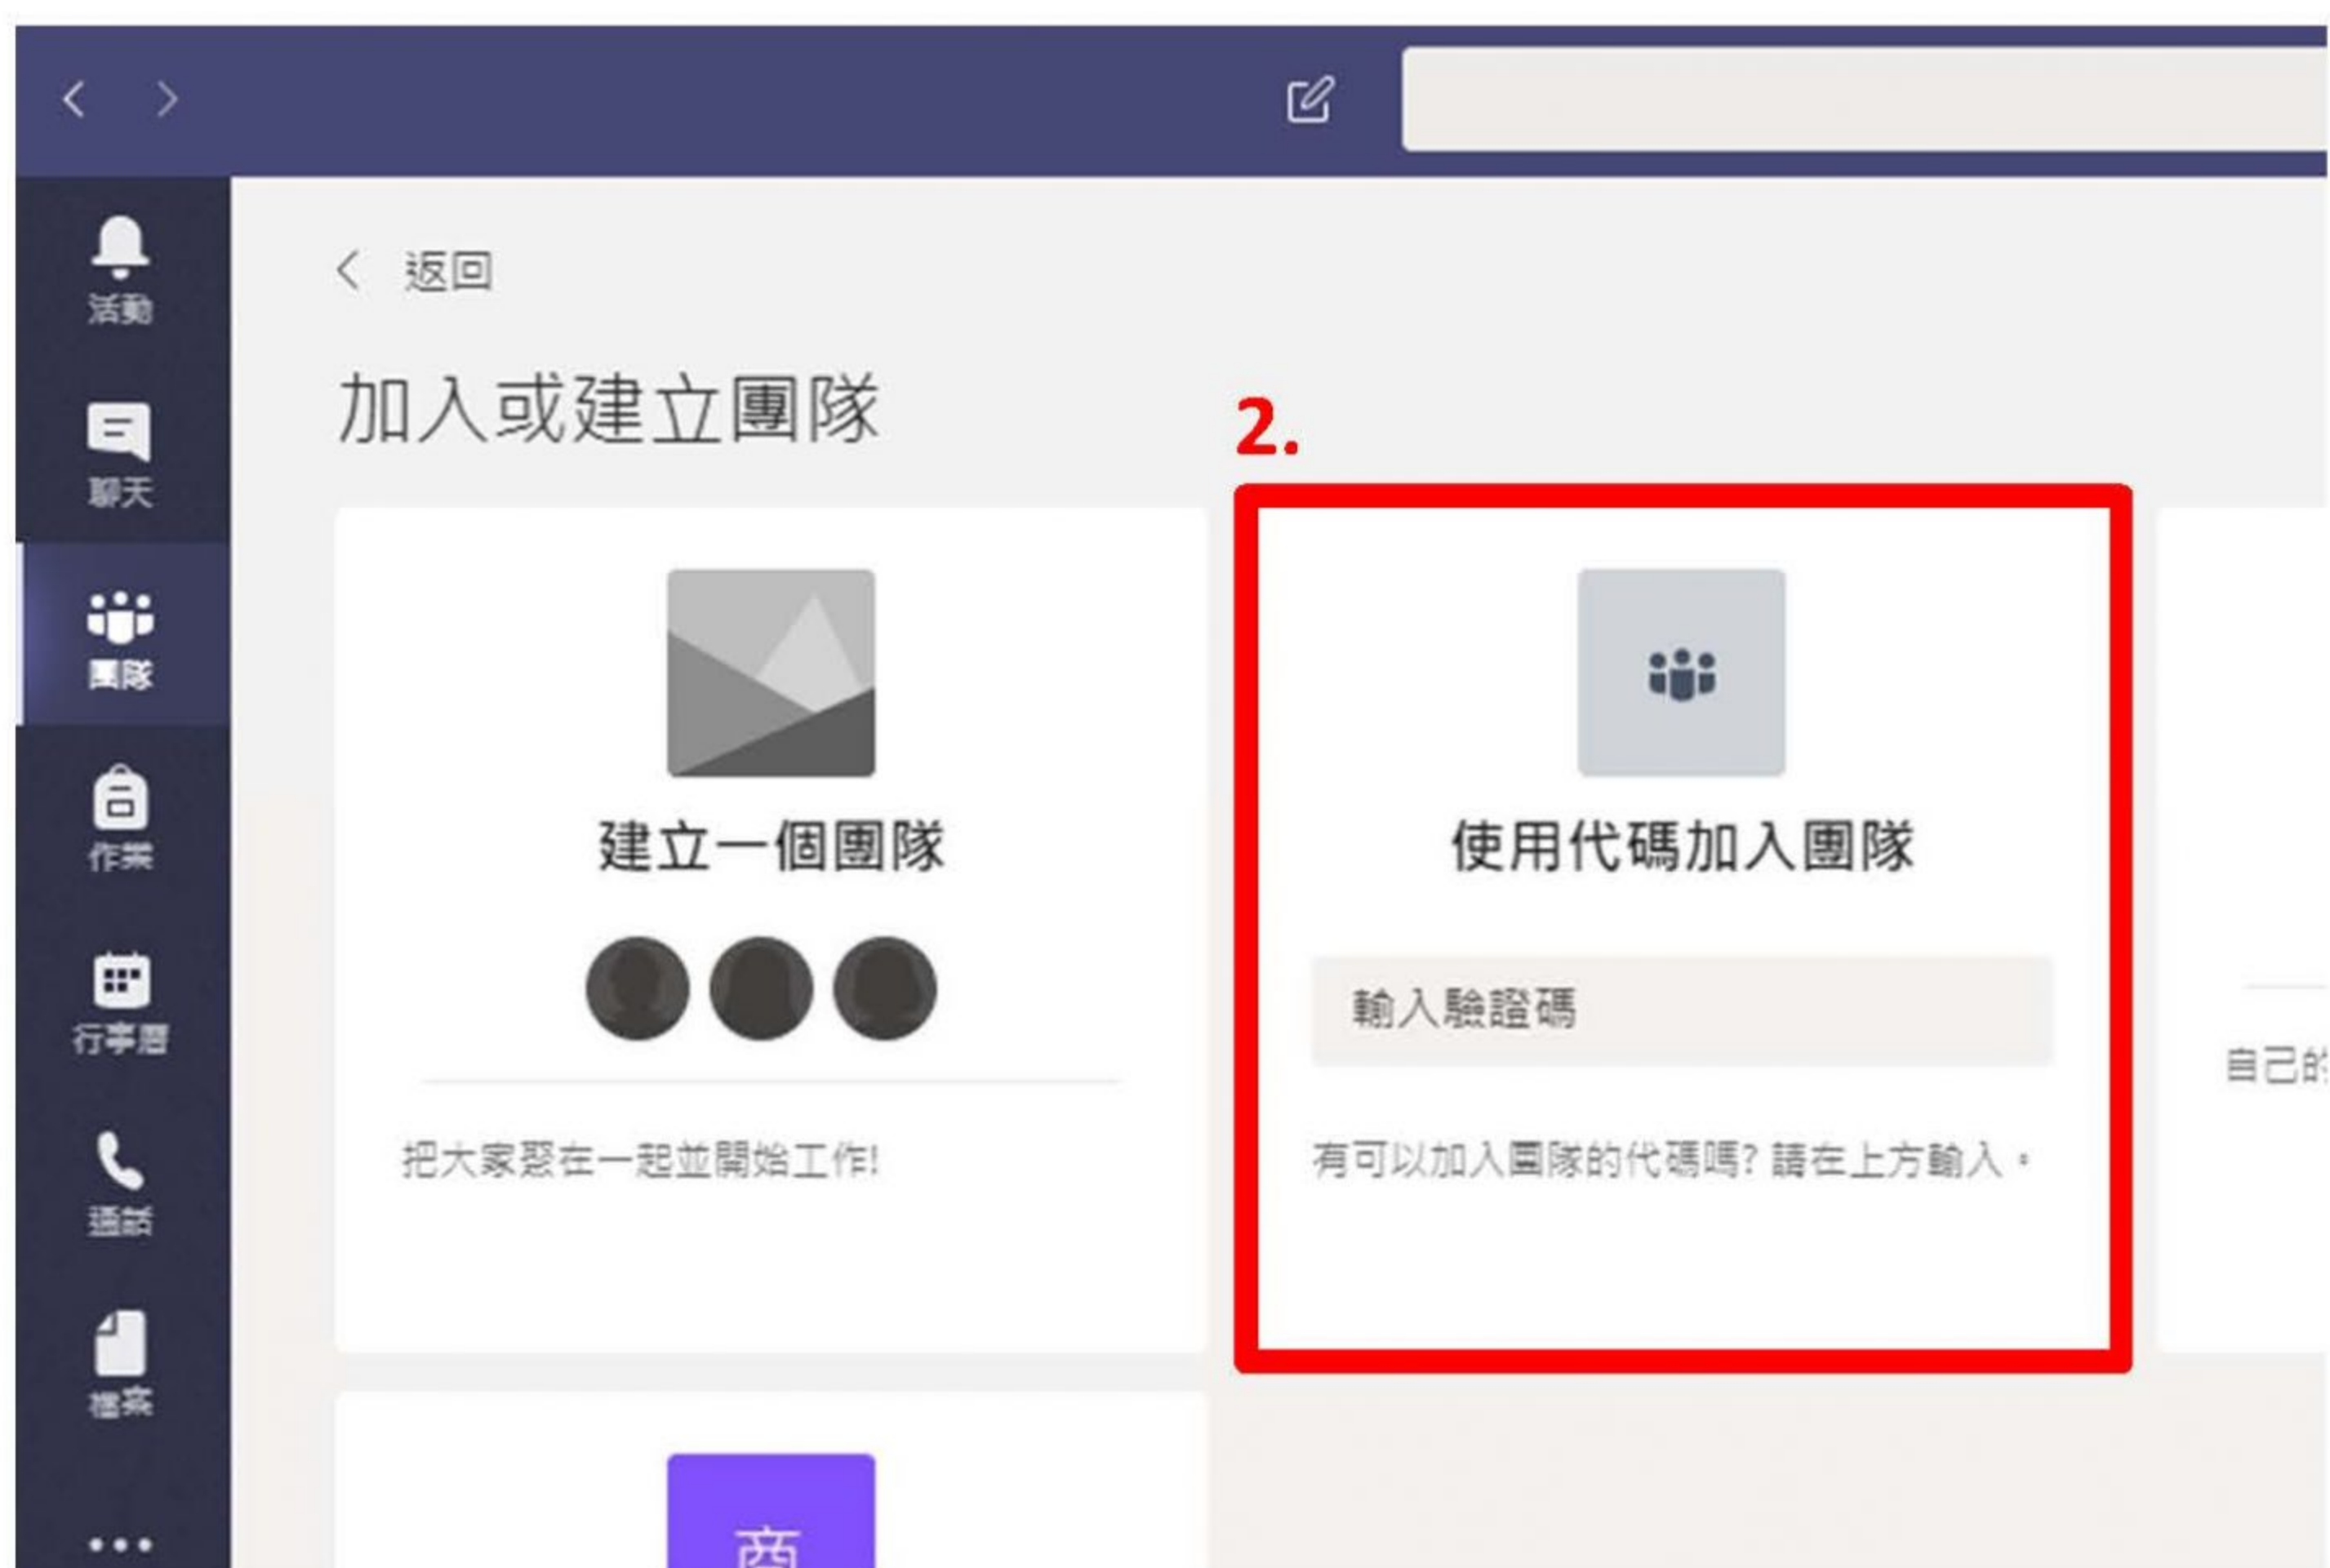 返回
加入或建立團隊
2.
活動
聊天
團隊
作業
行事曆
通話
檔案
建立一個團隊
把大家聚在一起並開始工作!
使用代碼加入團隊
輸入驗證碼
有可以加入團隊的代碼嗎? 請在上方輸入。
自己的
商